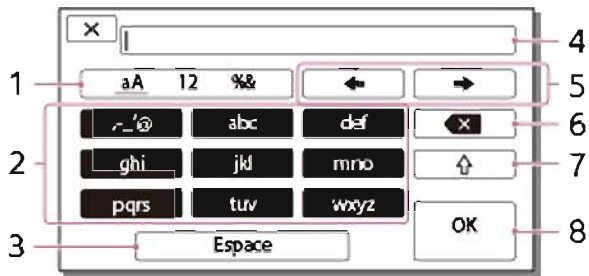 4
1 aA 12 %& 5
.-_'@ abc def 6
2 ghi jkl mno 7
pqrs tuv wxyz OK 8
3 Espace